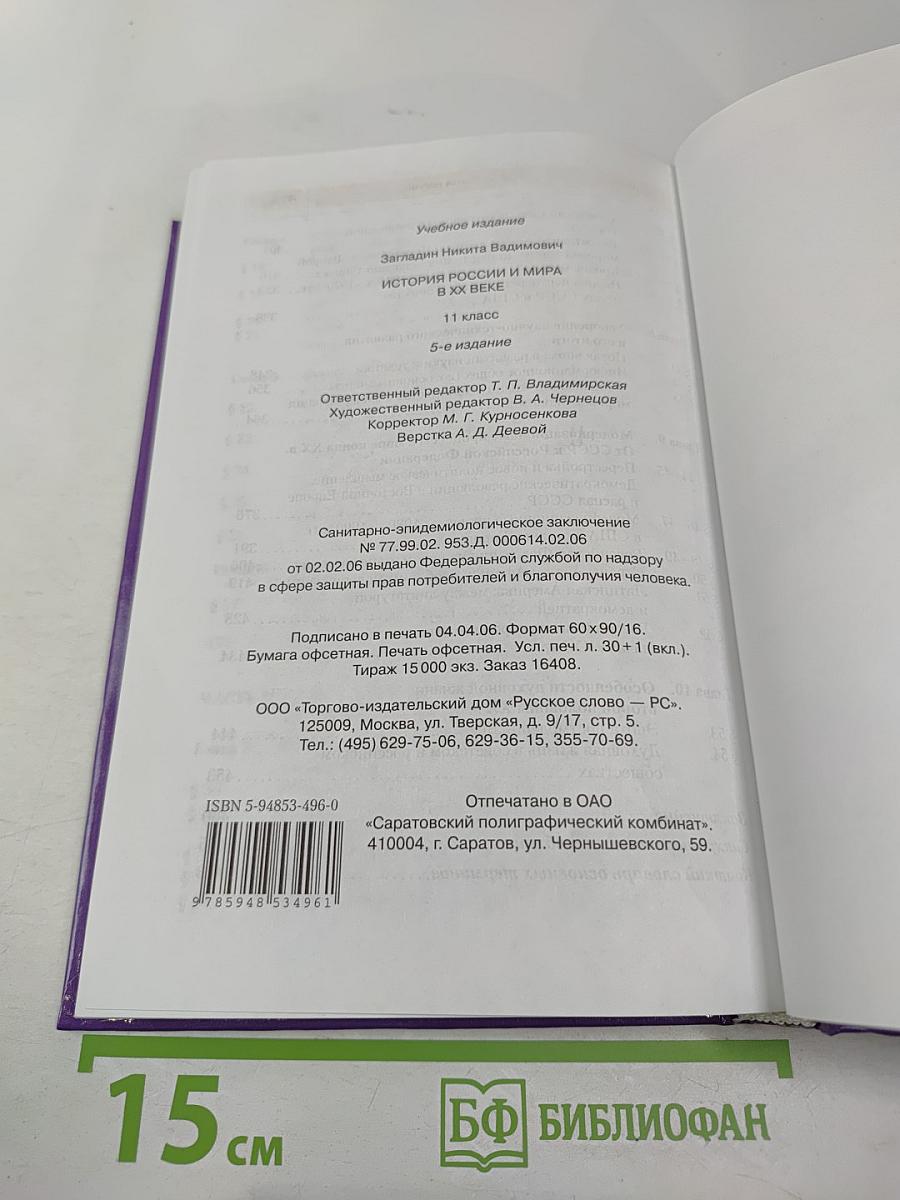 Учебное издание
Загладин Никита Вадимович
ИСТОРИЯ РОССИИ И МИРА
В XX ВЕКЕ
11 класс
5-е издание
Ответственный редактор Т. П. Владимирская
Художественный редактор В. А. Чернецов
Корректор М. Г. Курносенкова
Верстка А. Д. Деевой
Санитарно-эпидемиологическое заключение
№ 77.99.02. 953.Д. 000614.02.06
от 02.02.06 выдано Федеральной службой по надзору
в сфере защиты прав потребителей и благополучия человека.
Подписано в печать 04.04.06. Формат 60 х 90/16.
Бумага офсетная. Печать офсетная. Усл. печ. л. 30 + 1 (вкл.).
Тираж 15 000 экз. Заказ 16408.
ООО «Торгово-издательский дом «Русское слово — РС».
125009, Москва, ул. Тверская, д. 9/17, стр. 5.
Тел.: (495) 629-75-06, 629-36-15, 355-70-69.
ISBN 5-94853-496-0
9 785948 534961
Отпечатано в ОАО
«Саратовский полиграфический комбинат».
410004, г. Саратов, ул. Чернышевского, 59.
15 см
БФ БИБЛИОФАН